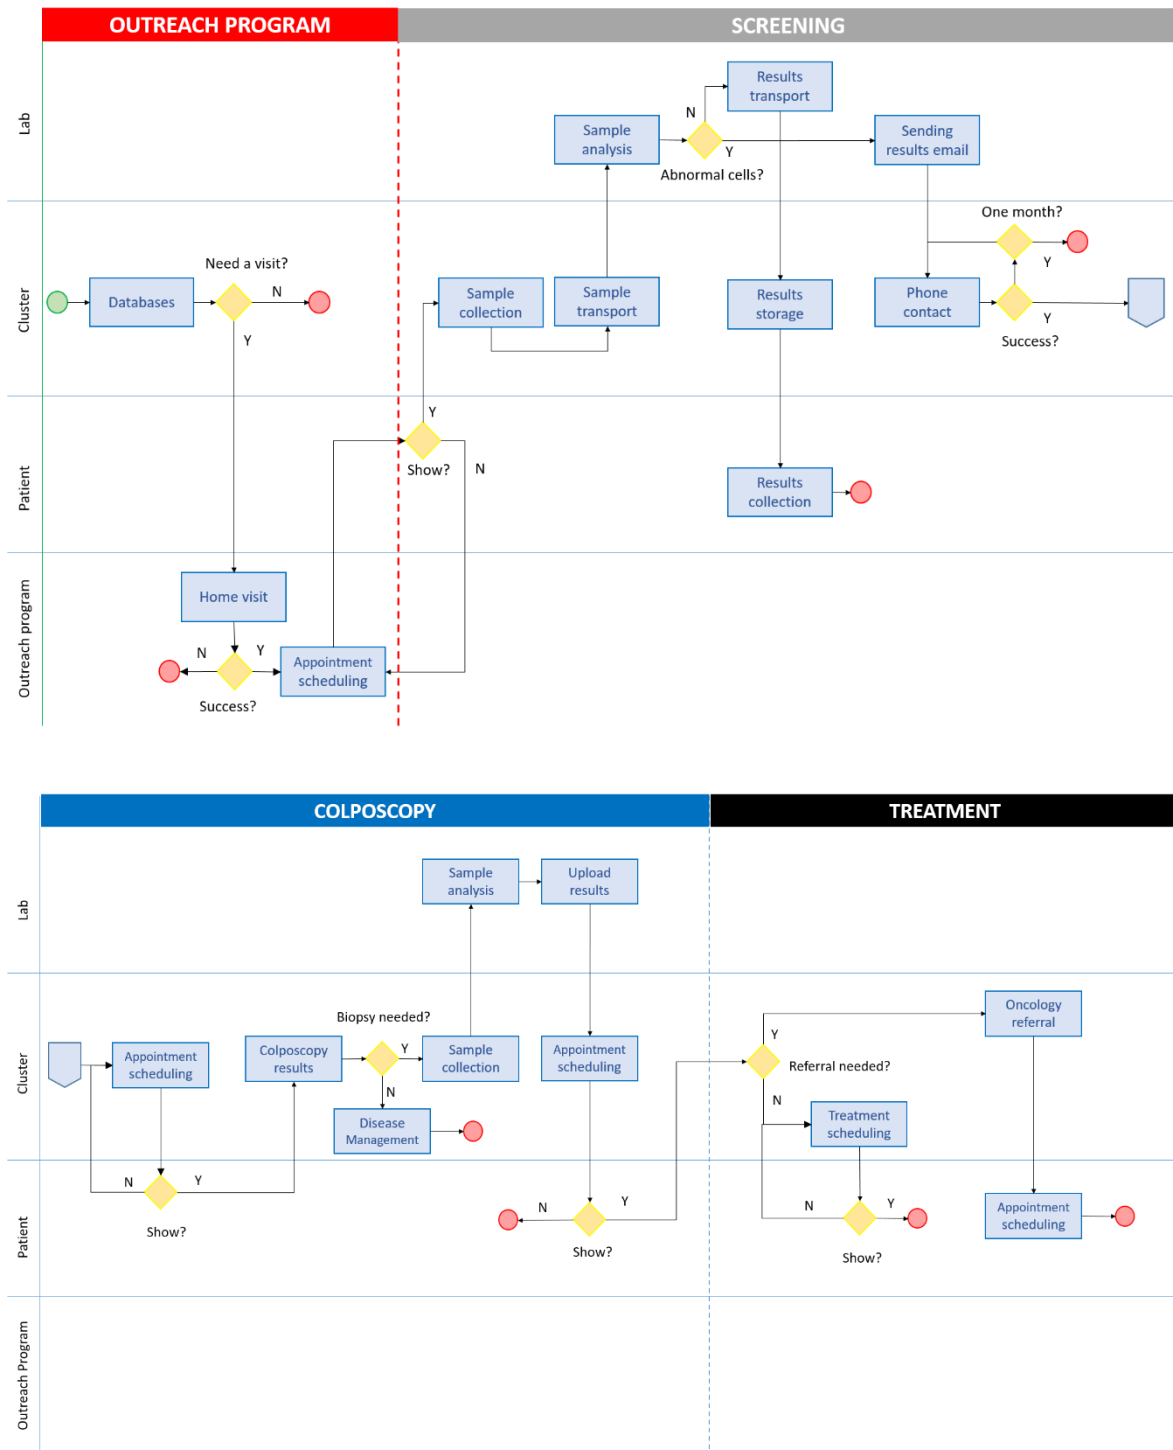 OUTREACH PROGRAM
SCREENING
Lab
Results
transport
N
Sample
analysis
Y
Abnormal cells?
Sending
results email
Cluster
One month?
Y
Need a visit?
Databases
N
Y
Sample
collection
Sample
transport
Results
storage
Phone
contact
Y
Success?
Patient
Y
Show?
N
Results
collection
Outreach program
Home visit
N
Y
Success?
Appointment
scheduling
COLPOSCOPY
TREATMENT
Lab
Sample
analysis
Upload
results
Cluster
Appointment
scheduling
Colposcopy
results
Biopsy needed?
Y
N
Sample
collection
Disease
Management
Appointment
scheduling
Y
Referral needed?
N
Oncology
referral
Treatment
scheduling
Patient
N
Y
Show?
N
Y
Show?
N
Y
Show?
Appointment
scheduling
Outreach Program